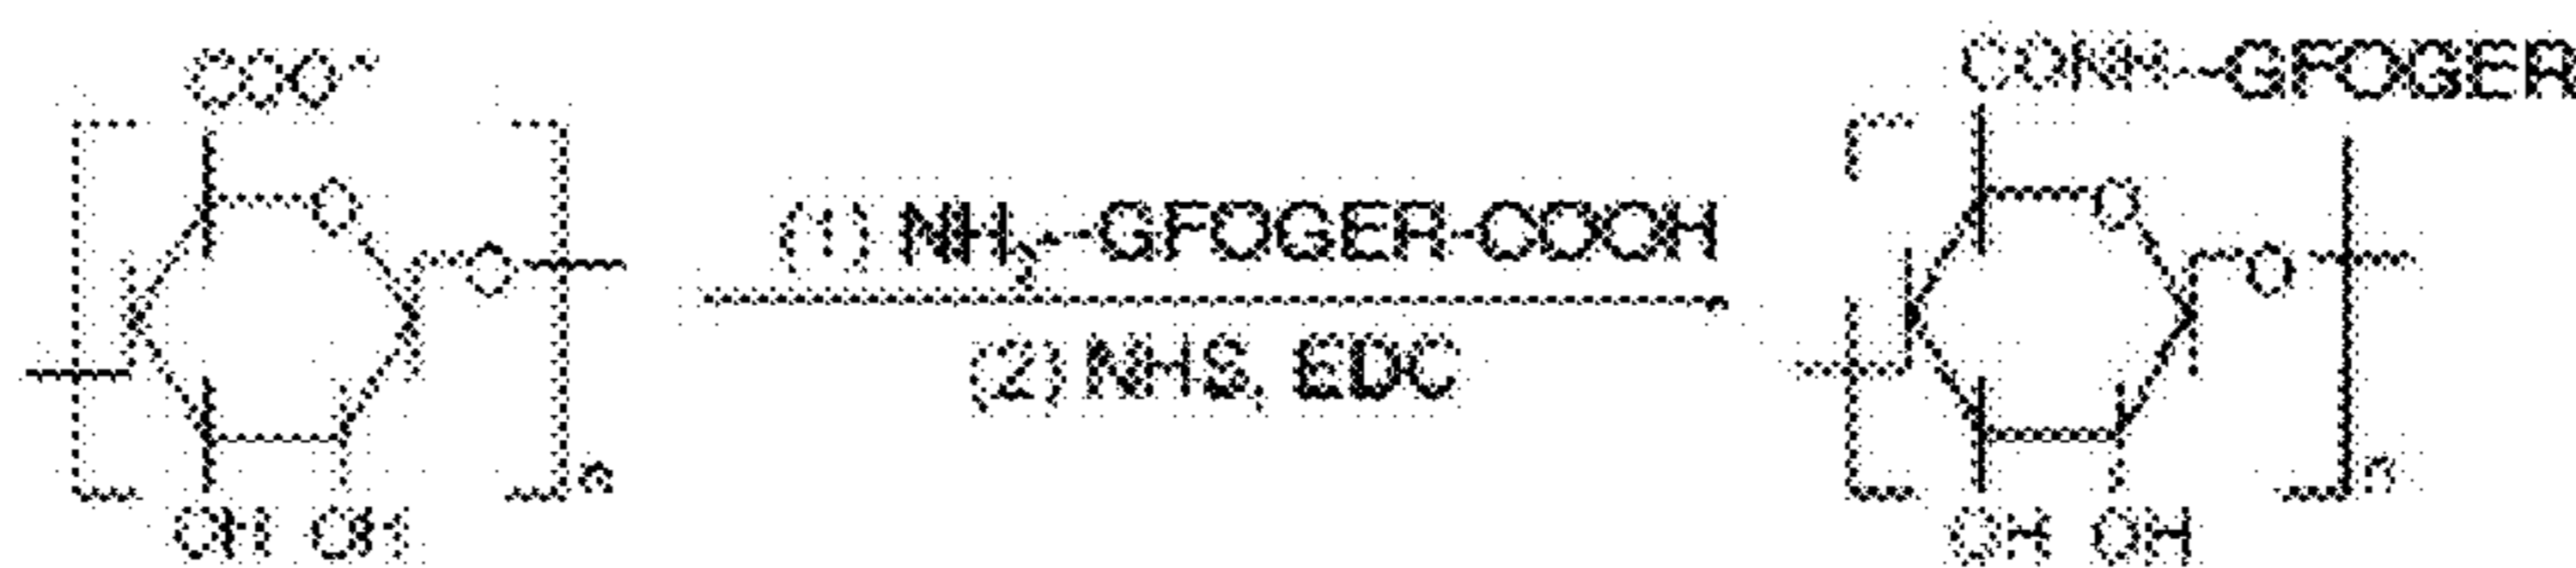 COO⁻
O
O
n
OH OH
(1) NH₂--GFOGER-COOH
(2) NHS, EDC
CONH--GFOGER
O
O
n
OH OH